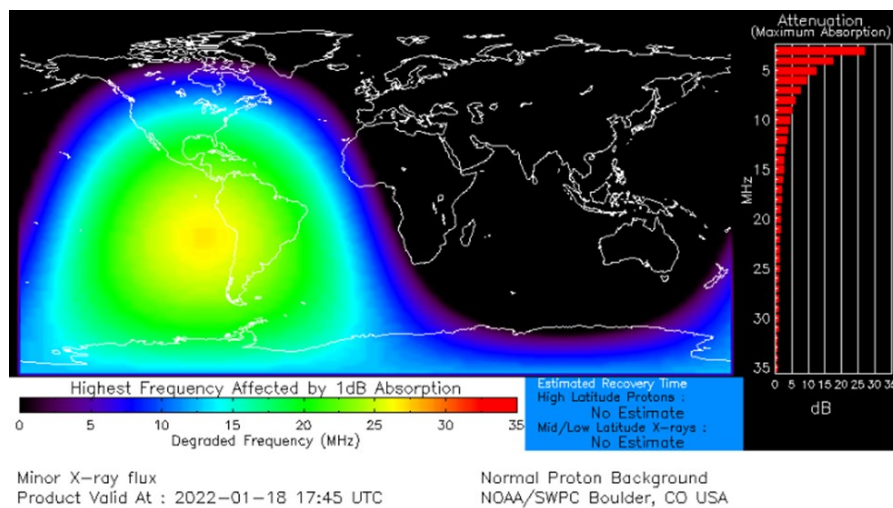 Attenuation
(Maximum Absorption)
5
10
15
20
25
30
35
MHz
0 5 10 15 20 25 30 35
dB
Highest Frequency Affected by 1dB Absorption
0 5 10 15 20 25 30 35
Degraded Frequency (MHz)
Estimated Recovery Time
High Latitude Protons :
No Estimate
Mid/Low Latitude X-rays :
No Estimate
Minor X-ray flux
Product Valid At : 2022-01-18 17:45 UTC
Normal Proton Background
NOAA/SWPC Boulder, CO USA